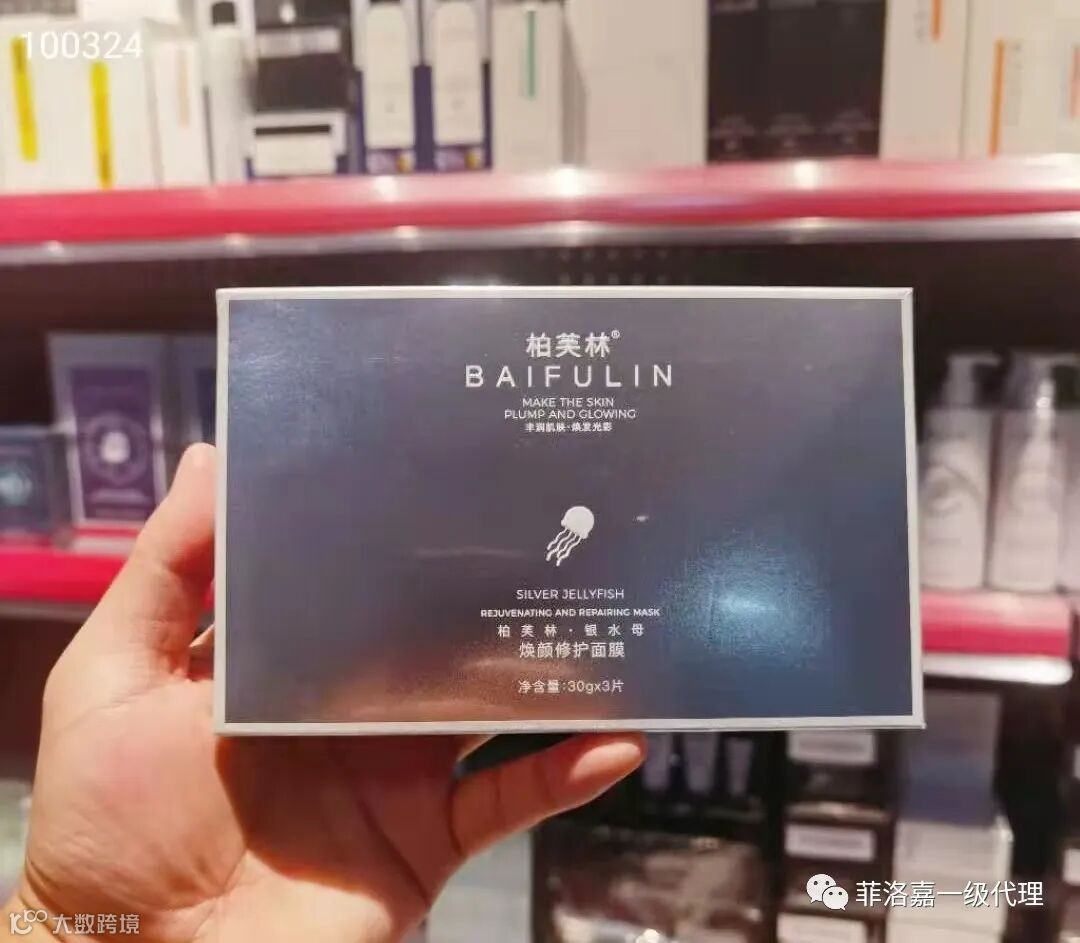 100324
柏芙林®
BAIFULIN
MAKE THE SKIN
PLUMP AND GLOWING
丰润肌肤·焕发光彩
SILVER JELLYFISH
REJUVENATING AND REPAIRING MASK
柏芙林·银水母
焕颜修护面膜
净含量:30gx3片
菲洛嘉一级代理
大数跨境